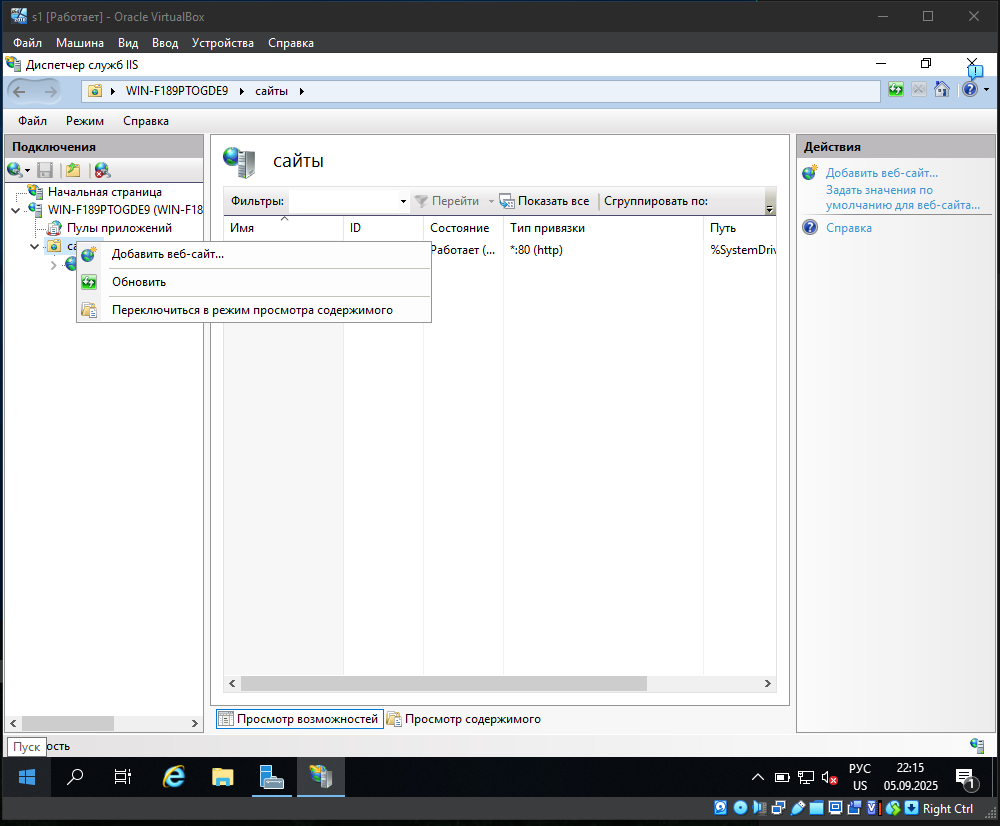 s1 [Работает] - Oracle VirtualBox
Файл Машина Вид Ввод Устройства Справка
Диспетчер служб IIS
WIN-F189PTOGDE9 сайты
Файл Режим Справка
Подключения
Начальная страница
WIN-F189PTOGDE9 (WIN-F18
Пулы приложений
Добавить веб-сайт...
Обновить
Переключиться в режим просмотра содержимого
сайты
Фильтры: Перейти Показать все Сгруппировать по:
Имя ID Состояние Тип привязки Путь
Работает (... *:80 (http) %SystemDriv
Просмотр возможностей Просмотр содержимого
Действия
Добавить веб-сайт...
Задать значения по
умолчанию для веб-сайта...
Справка
Пуск ость
РУС 22:15
US 05.09.2025 1
Right Ctrl